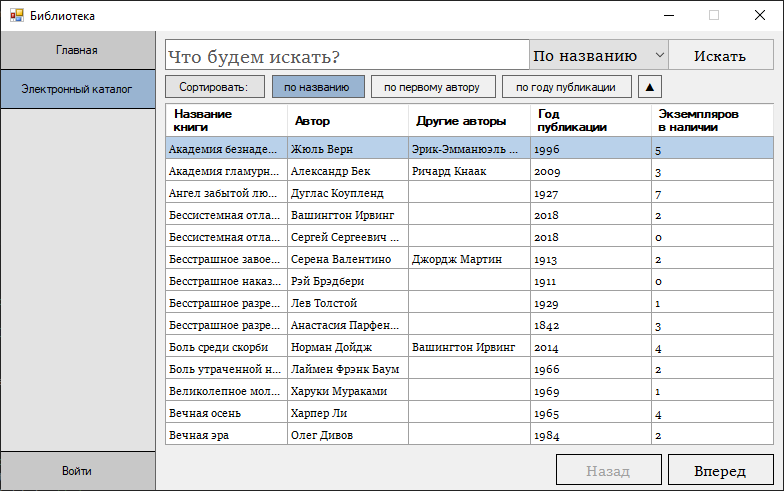 Библиотека
Главная
Электронный каталог
Войти
Что будем искать? По названию Искать
Сортировать: по названию по первому автору по году публикации ▲
Название книги Автор Другие авторы Год публикации Экземпляров в наличии
Академия безнаде... Жюль Верн Эрик-Эмманюэль ... 1996 5
Академия гламурн... Александр Бек Ричард Кнаак 2009 3
Ангел забытой лю... Дуглас Коупленд 1927 7
Бессистемная отла... Вашингтон Ирвинг 2018 2
Бессистемная отла... Сергей Сергеевич ... 2018 0
Бесстрашное завое... Серена Валентино Джордж Мартин 1913 2
Бесстрашное наказ... Рэй Брэдбери 1911 0
Бесстрашное разре... Лев Толстой 1929 1
Бесстрашное разре... Анастасия Парфен... 1842 3
Боль среди скорби Норман Дойдж Вашингтон Ирвинг 2014 4
Боль утраченной н... Лаймен Фрэнк Баум 1966 2
Великолепное мол... Харуки Мураками 1969 1
Вечная осень Харпер Ли 1965 4
Вечная эра Олег Дивов 1984 2
Назад Вперед